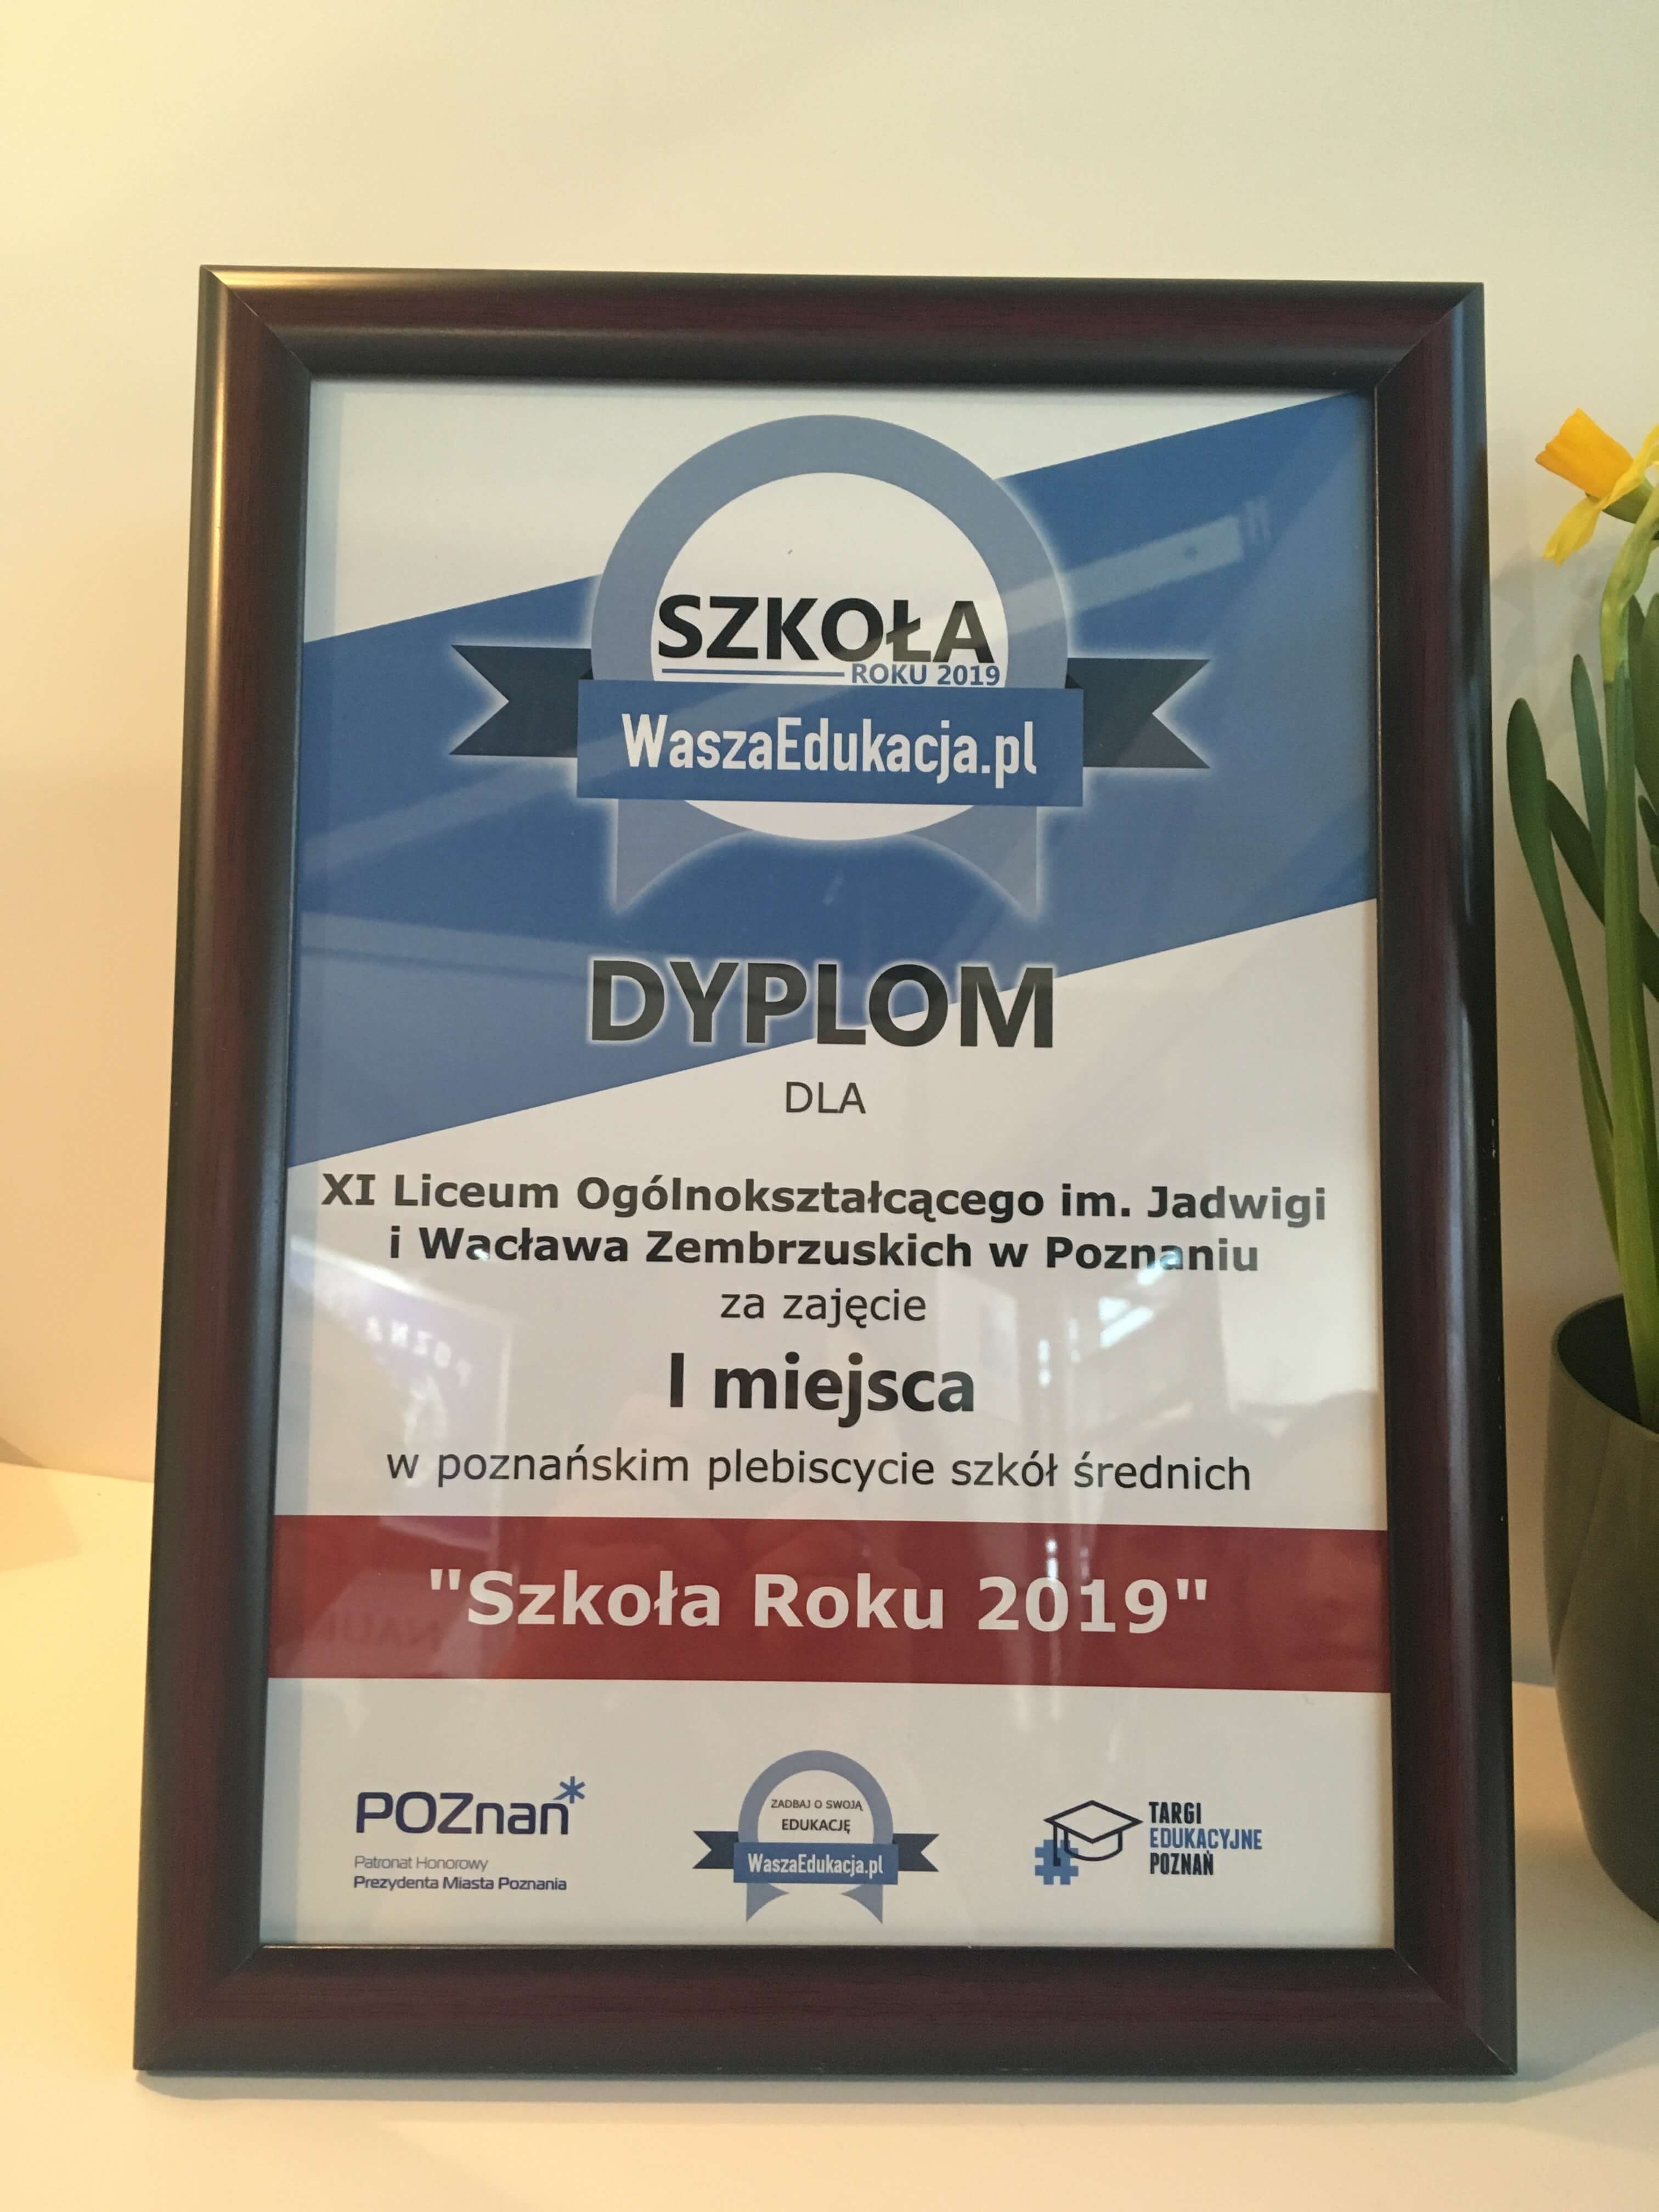 SZKOŁA
ROKU 2019
WaszaEdukacja.pl
DYPLOM
DLA
XI Liceum Ogólnokształcącego im. Jadwigi
i Wacława Zembrzuskich w Poznaniu
za zajęcie
I miejsca
w poznańskim plebiscycie szkół średnich
"Szkoła Roku 2019"
POZnań*
Patronat Honorowy
Prezydenta Miasta Poznania
ZADBAJ O SWOJĄ
EDUKACJĘ
WaszaEdukacja.pl
#
TARGI
EDUKACYJNE
POZNAŃ